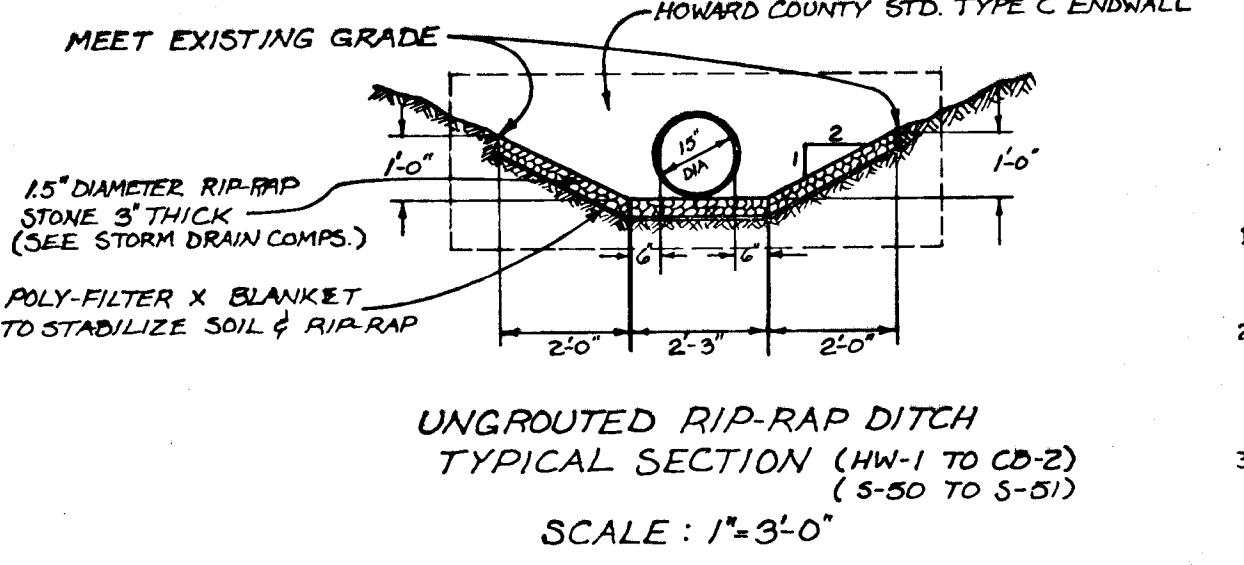 HOWARD COUNTY STD. TYPE C ENDWALL
MEET EXISTING GRADE
15"
DIA
2
1
1'-0"
1'-0"
1.5" DIAMETER RIP-RAP
STONE 3" THICK
(SEE STORM DRAIN COMPS.)
6"
6"
POLY-FILTER X BLANKET
TO STABILIZE SOIL & RIP-RAP
2'-0"
2'-3"
2'-0"
UNGROUTED RIP-RAP DITCH
TYPICAL SECTION (HW-1 TO CD-2)
(S-50 TO S-51)
SCALE: 1"=3'-0"
2
3